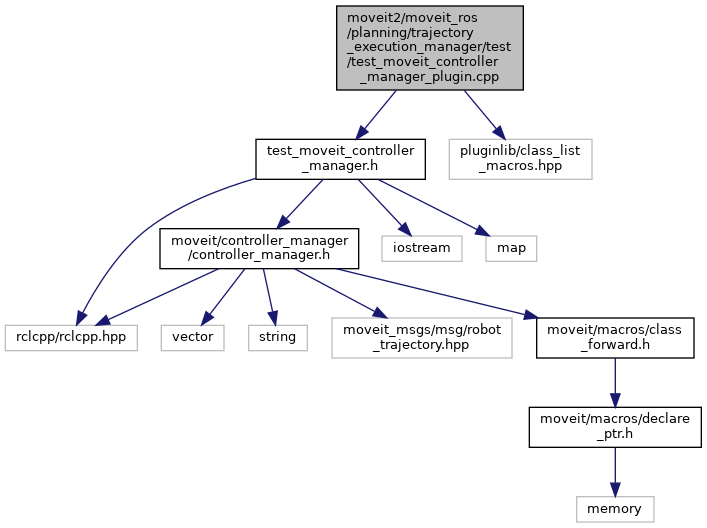 moveit2/moveit_ros
/planning/trajectory
_execution_manager/test
/test_moveit_controller
_manager_plugin.cpp
test_moveit_controller
_manager.h
pluginlib/class_list
_macros.hpp
moveit/controller_manager
/controller_manager.h
iostream
map
rclcpp/rclcpp.hpp
vector
string
moveit_msgs/msg/robot
_trajectory.hpp
moveit/macros/class
_forward.h
moveit/macros/declare
_ptr.h
memory